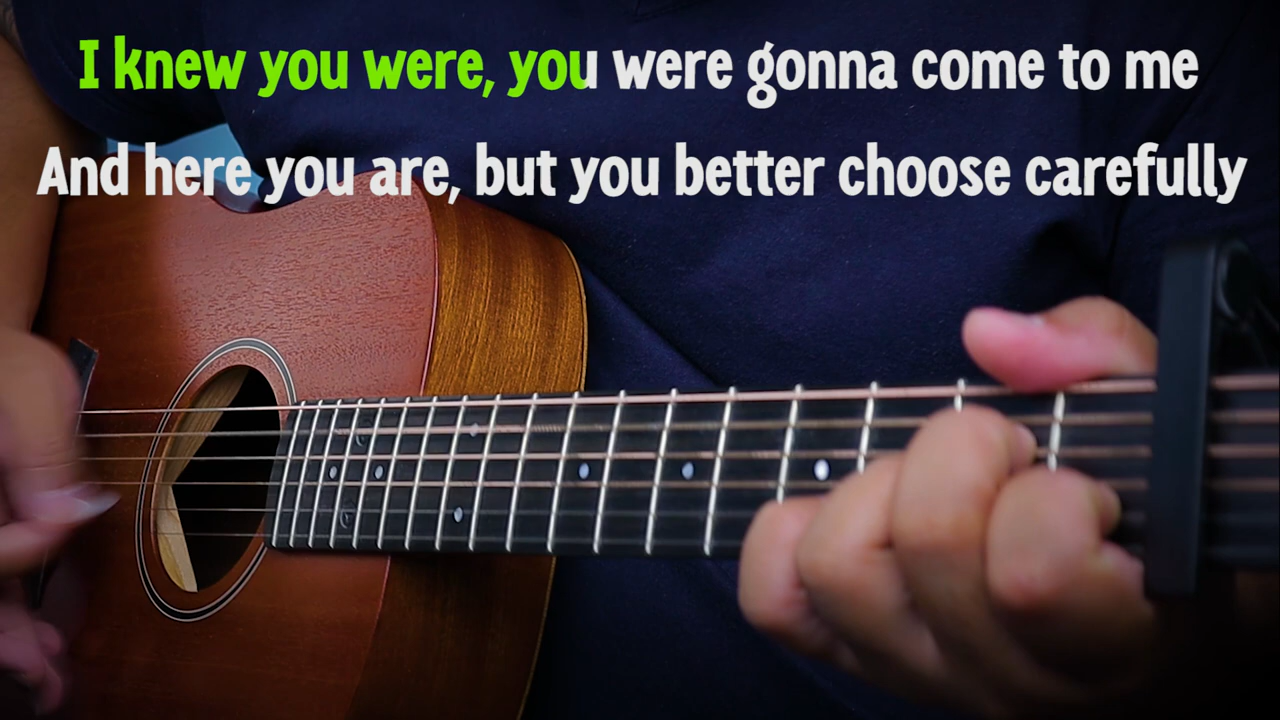 I knew you were, you were gonna come to me
And here you are, but you better choose carefully